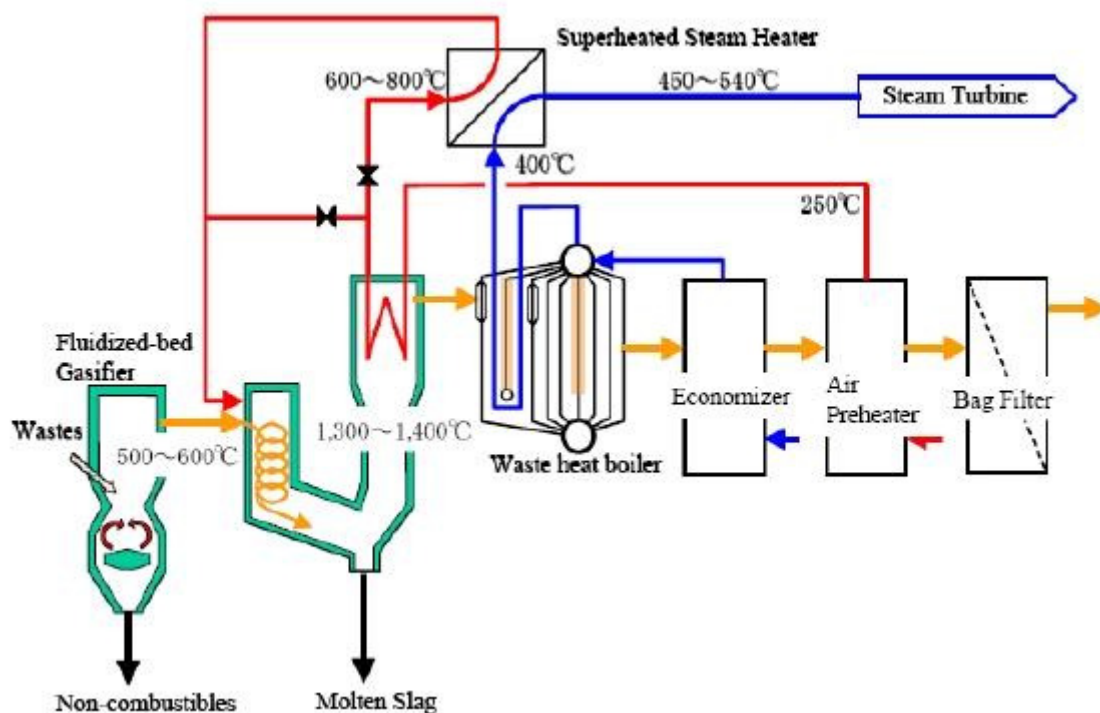 Superheated Steam Heater
600～800℃
450～540℃
Steam Turbine
400℃
250℃
Fluidized-bed
Gasifier
Wastes
500～600℃
1,300～1,400℃
Economizer
Air
Preheater
Bag Filter
Waste heat boiler
Non-combustibles
Molten Slag